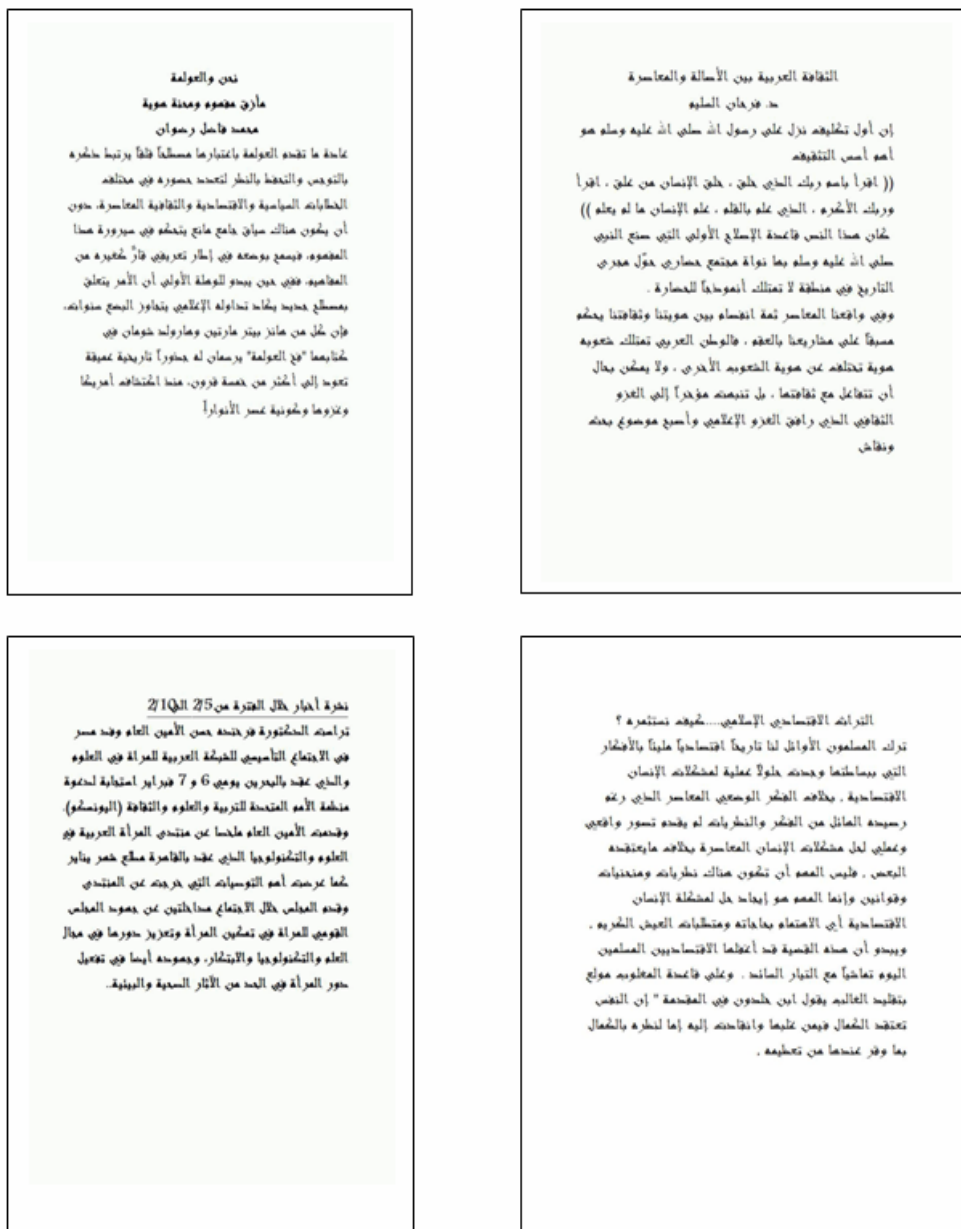 الثقافة العربية بين الأصالة والمعاصرة
د. فرحان السليم
إن أول تكليف نزل على رسول الله صلى الله عليه وسلم هو
أهم أسس التثقيف
(( اقرأ باسم ربك الذي خلق ، خلق الإنسان من علق ، اقرأ
وربك الأكرم ، الذي علم بالقلم ، علم الإنسان ما لم يعلم ))
كان هذا النص قاعدة الإصلاح الأولى التي صنع النبي
صلى الله عليه وسلم بها نواة مجتمع حضاري حوّل مجرى
التاريخ في منطقة لا تمتلك أنموذجاً للحضارة .
وفي واقعنا المعاصر ثمة انفصام بين هويتنا وثقافتنا يحكم
مسبقاً على مشاريعنا بالعقم ، فالوطن العربي تمتلك شعوبه
هوية تختلف عن هوية الشعوب الأخرى ، ولا يمكن بحال
أن تتفاعل مع ثقافتها ، بل تنبهت مؤخراً إلى الغزو
الثقافي الذي رافق الغزو الإعلامي وأصبح موضوع بحث
ونقاش
نحن والعولمة
مأزق مفهوم ومحنة هوية
محمد فاضل رضوان
عادة ما تقدم العولمة باعتبارها مصطلحاً قلقاً يرتبط ذكره
بالتوجس والتحفظ بالنظر لتعدد حضوره في مختلف
الخطابات السياسية والاقتصادية والثقافية المعاصرة، دون
أن يكون هناك سياق جامع مانع يتحكم في سيرورة هذا
المفهوم، فيسمح بوضعه في إطار تعريفي قارٍّ كغيره من
المفاهيم، ففي حين يبدو للوهلة الأولى أن الأمر يتعلق
بمصطلح جديد يكاد تداوله الإعلامي يتجاوز البضع سنوات،
فإن كل من هانز بيتر مارتين وهارولد شومان في
كتابهما "فخ العولمة" يرسمان له جذوراً تاريخية عميقة
تعود إلى أكثر من خمسة قرون، منذ اكتشاف أمريكا
وغزوها وكونية عصر الأنوار
التراث الاقتصادي الإسلامي....كيف نستثمره ؟
ترك المسلمون الأوائل لنا تاريخاً اقتصادياً مليئاً بالأفكار
التي ببساطتها وجدت حلولاً عملية لمشكلات الإنسان
الاقتصادية , بخلاف الفكر الوضعي المعاصر الذي رغم
رصيده الهائل من الفكر والنظريات لم يقدم تصور واقعي
وعملي لحل مشكلات الإنسان المعاصرة بخلاف مايعتقده
البعض , فليس المهم أن تكون هناك نظريات ومنحنيات
وقوانين وإنما المهم هو إيجاد حل لمشكلة الإنسان
الاقتصادية أي الاهتمام بحاجاته ومتطلبات العيش الكريم .
ويبدو أن هذه القضية قد أغفلها الاقتصاديين المسلمين
اليوم تماشياً مع التيار السائد . وعلى قاعدة المغلوب مولع
بتقليد الغالب يقول ابن خلدون في المقدمة " إن النفس
تعتقد الكمال فيمن غلبها وانقادت إليه إما لنظره بالكمال
بما وقر عندها من تعظيمه .
نشرة أخبار خلال الفترة من 2/5 الى 2/10
تراست الدكتورة فرخنده حسن الأمين العام وفد مصر
في الاجتماع التأسيسي للشبكة العربية للمراة في العلوم
والذي عقد بالبحرين يومي 6 و 7 فبراير استجابة لدعوة
منظمة الأمم المتحدة للتربية والعلوم والثقافة (اليونسكو).
وقدمت الأمين العام ملخصا عن منتدى المرأة العربية في
العلوم والتكنولوجيا الذي عقد بالقاهرة مطلع شهر يناير
كما عرضت أهم التوصيات التي خرجت عن المنتدى
وقدم المجلس خلال الاجتماع مداخلتين عن جهود المجلس
القومي للمراة في تمكين المرأة وتعزيز دورها في مجال
العلم والتكنولوجيا والابتكار، وجهوده أيضا في تفعيل
دور المرأة في الحد من الآثار الصحية والبيئية..